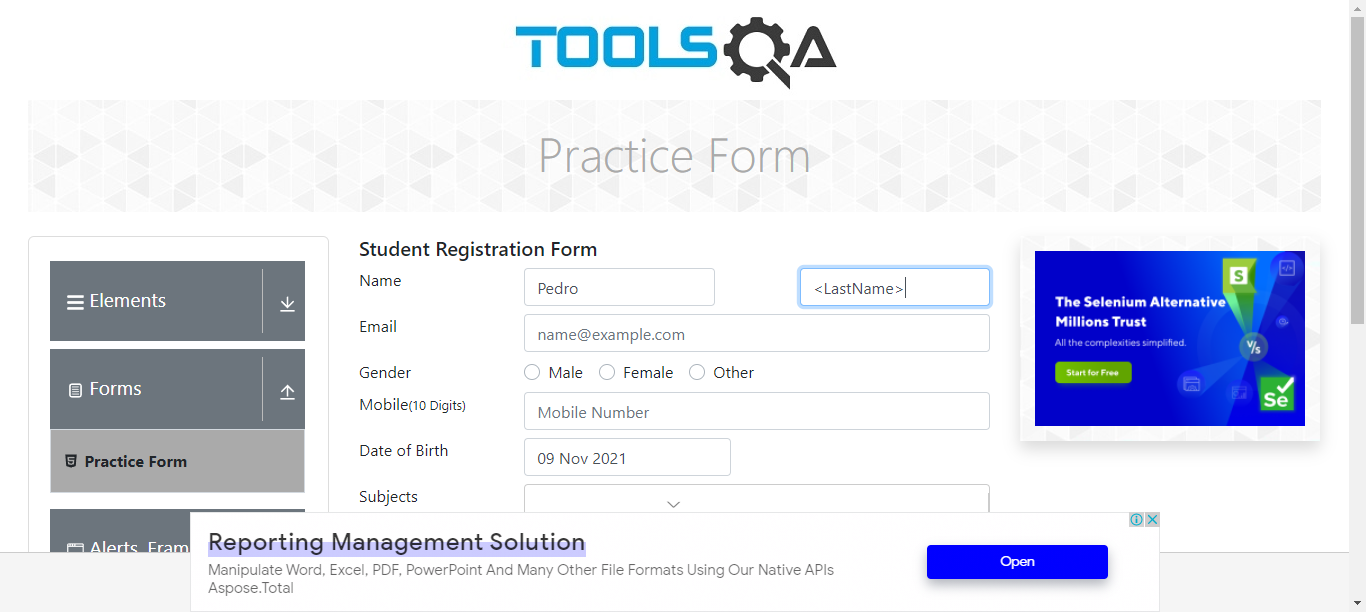 TOOLSQA
Practice Form
Elements
Forms
Practice Form
Alerts, Fram
Student Registration Form
Name
Pedro
<LastName>
Email
name@example.com
Gender
Male
Female
Other
Mobile(10 Digits)
Mobile Number
Date of Birth
09 Nov 2021
Subjects
The Selenium Alternative
Millions Trust
All the complexities simplified.
Start for Free
S
V/s
Se
Reporting Management Solution
Manipulate Word, Excel, PDF, PowerPoint And Many Other File Formats Using Our Native APIs
Aspose.Total
Open